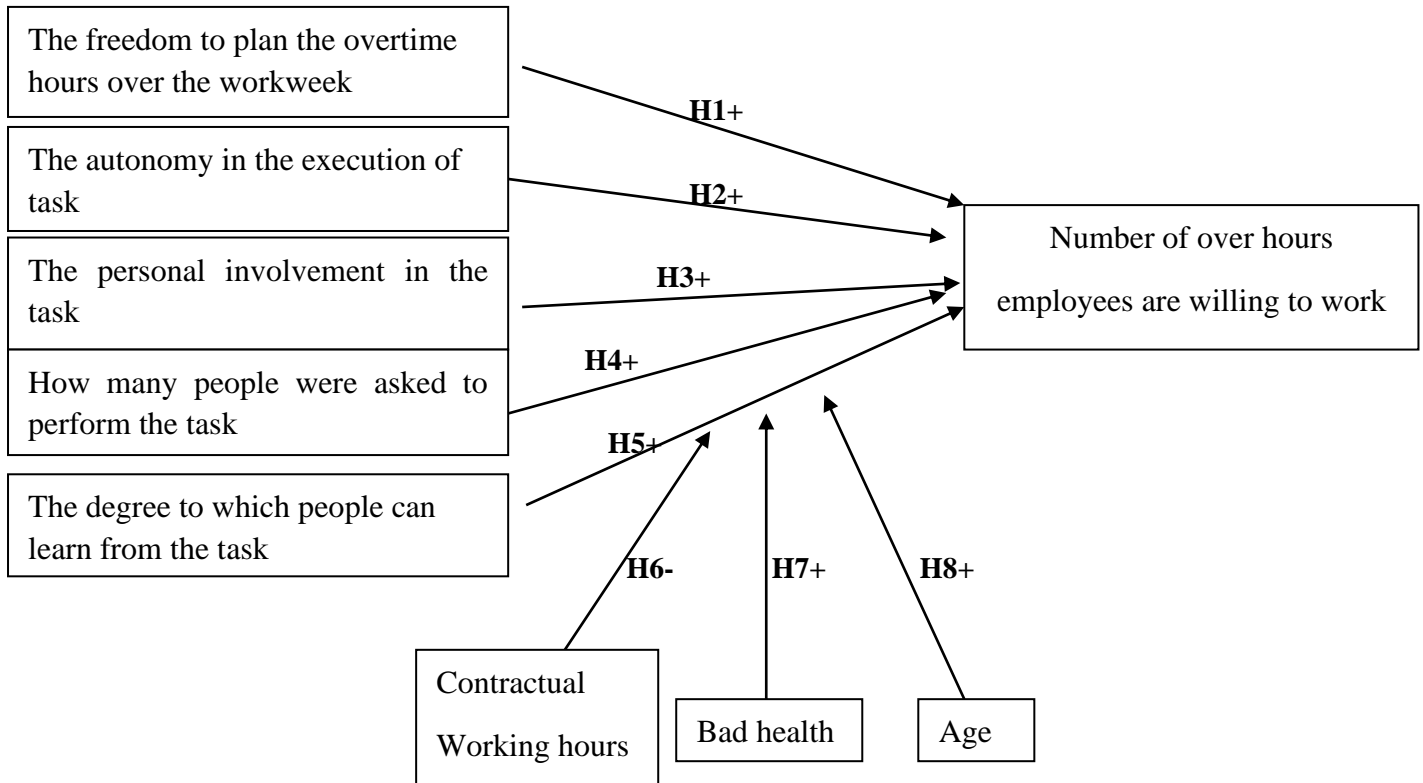 The freedom to plan the overtime
hours over the workweek
H1+
The autonomy in the execution of
task
H2+
The personal involvement in the
task
H3+
How many people were asked to
perform the task
H4+
The degree to which people can
learn from the task
H5+
Number of over hours
employees are willing to work
H6-
H7+
H8+
Contractual
Working hours
Bad health
Age